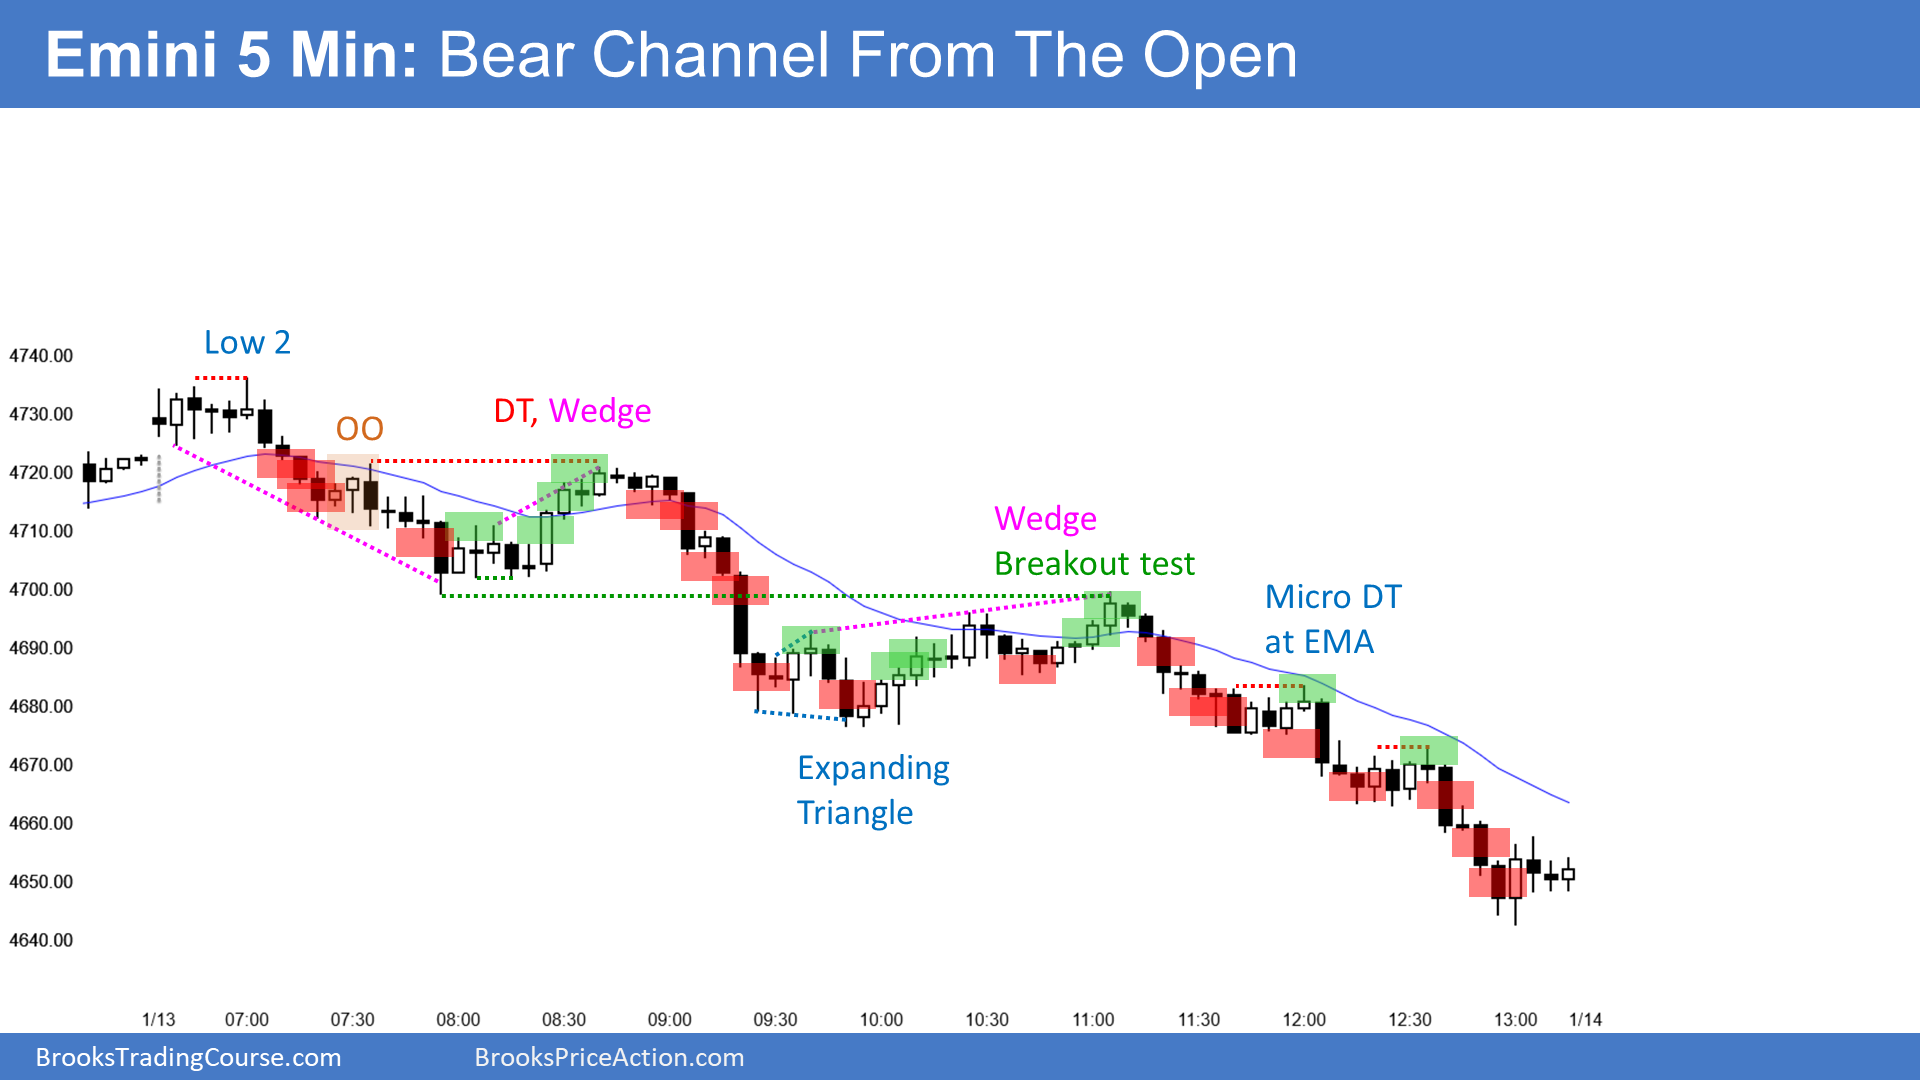 Emini 5 Min: Bear Channel From The Open
Low 2
OO
DT, Wedge
Wedge
Breakout test
Micro DT
at EMA
Expanding
Triangle
4740.00
4730.00
4720.00
4710.00
4700.00
4690.00
4680.00
4670.00
4660.00
4650.00
4640.00
1/13 07:00 07:30 08:00 08:30 09:00 09:30 10:00 10:30 11:00 11:30 12:00 12:30 13:00 1/14
BrooksTradingCourse.com BrooksPriceAction.com